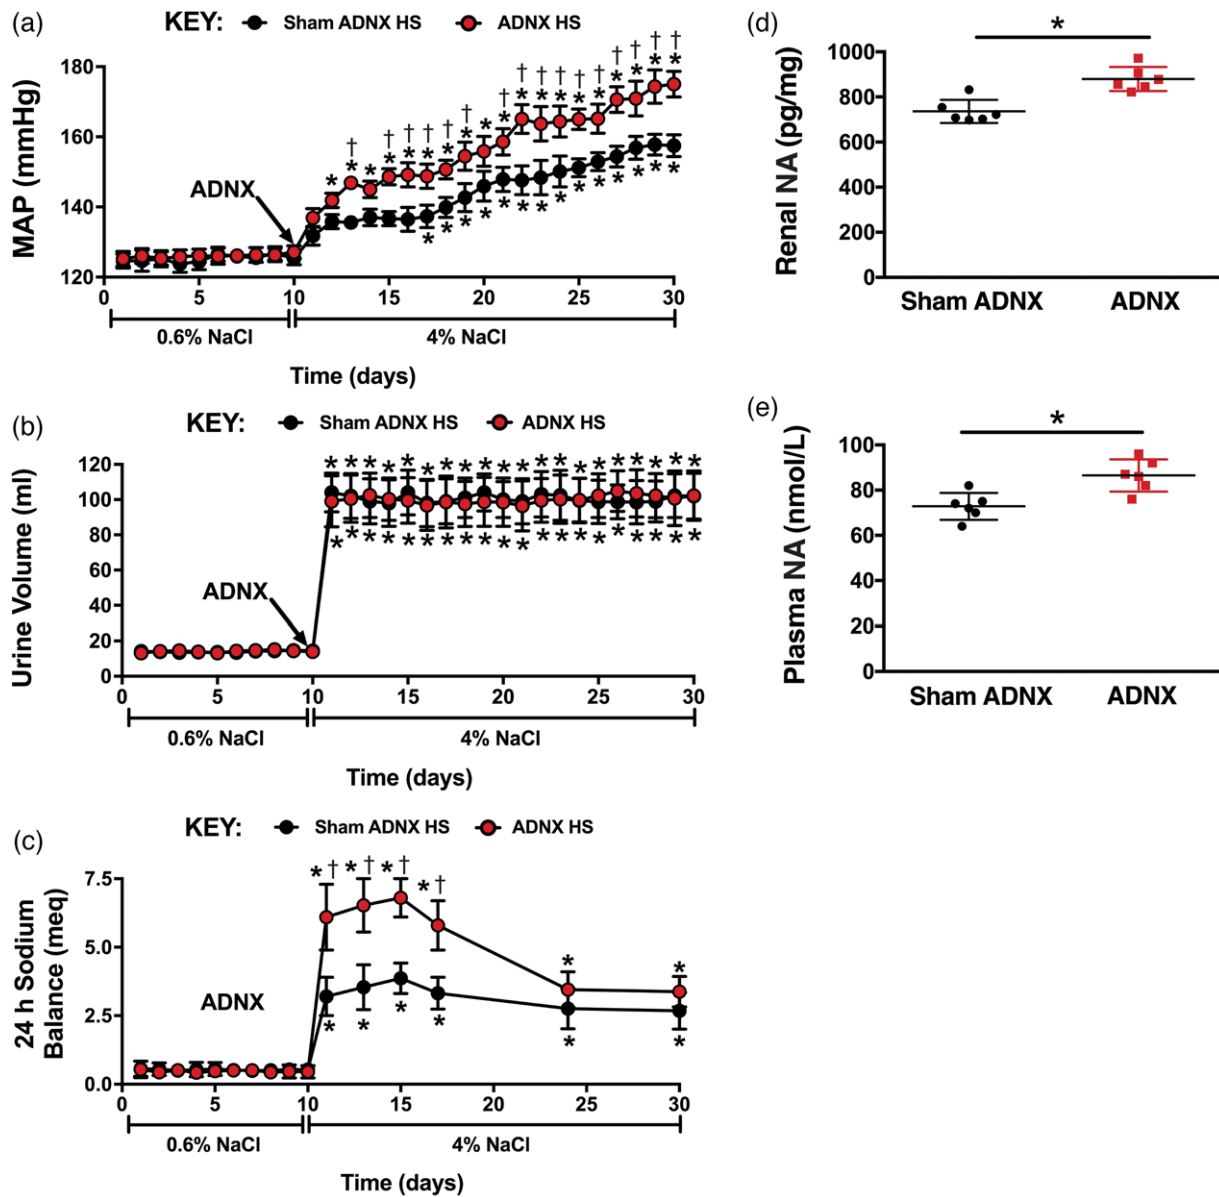 (a)
KEY: Sham ADNX HS ADNX HS
† † † † † † † † † † † † † † † †
* * * * * * * * * * * * * * * * * * *
MAP (mmHg)
180
160
140
120
ADNX
* * * * * * * * * * * * * *
0 5 10 15 20 25 30
0.6% NaCl 4% NaCl
Time (days)
(b)
KEY: Sham ADNX HS ADNX HS
* * * * * * * * * * * * * * * * * * * *
Urine Volume (ml)
120
100
80
60
40
20
0
ADNX
* * * * * * * * * * * * * * * * * * * *
0 5 10 15 20 25 30
0.6% NaCl 4% NaCl
Time (days)
(c)
KEY: Sham ADNX HS ADNX HS
24 h Sodium
Balance (meq)
7.5
5.0
2.5
0.0
* † * † * † * † * *
ADNX
* * * * * *
0 5 10 15 20 25 30
0.6% NaCl 4% NaCl
Time (days)
(d)
*
Renal NA (pg/mg)
1000
800
600
400
200
0
Sham ADNX ADNX
(e)
*
Plasma NA (nmol/L)
100
80
60
40
20
0
Sham ADNX ADNX